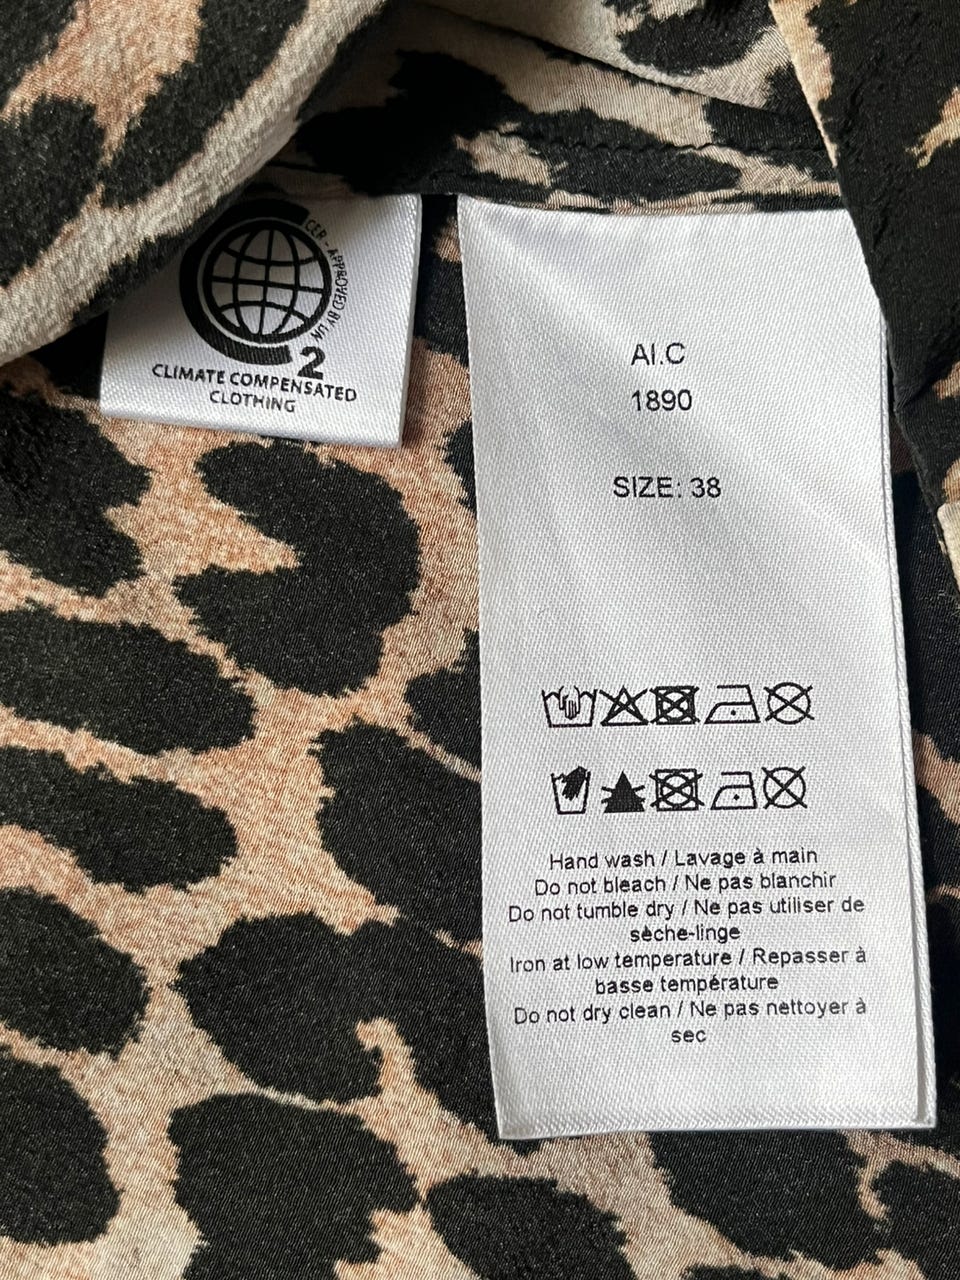 CER - APPROVED BY UN
2
CLIMATE COMPENSATED
CLOTHING
AI.C
1890
SIZE: 38
Hand wash / Lavage à main
Do not bleach / Ne pas blanchir
Do not tumble dry / Ne pas utiliser de
sèche-linge
Iron at low temperature / Repasser à
basse température
Do not dry clean / Ne pas nettoyer à
sec